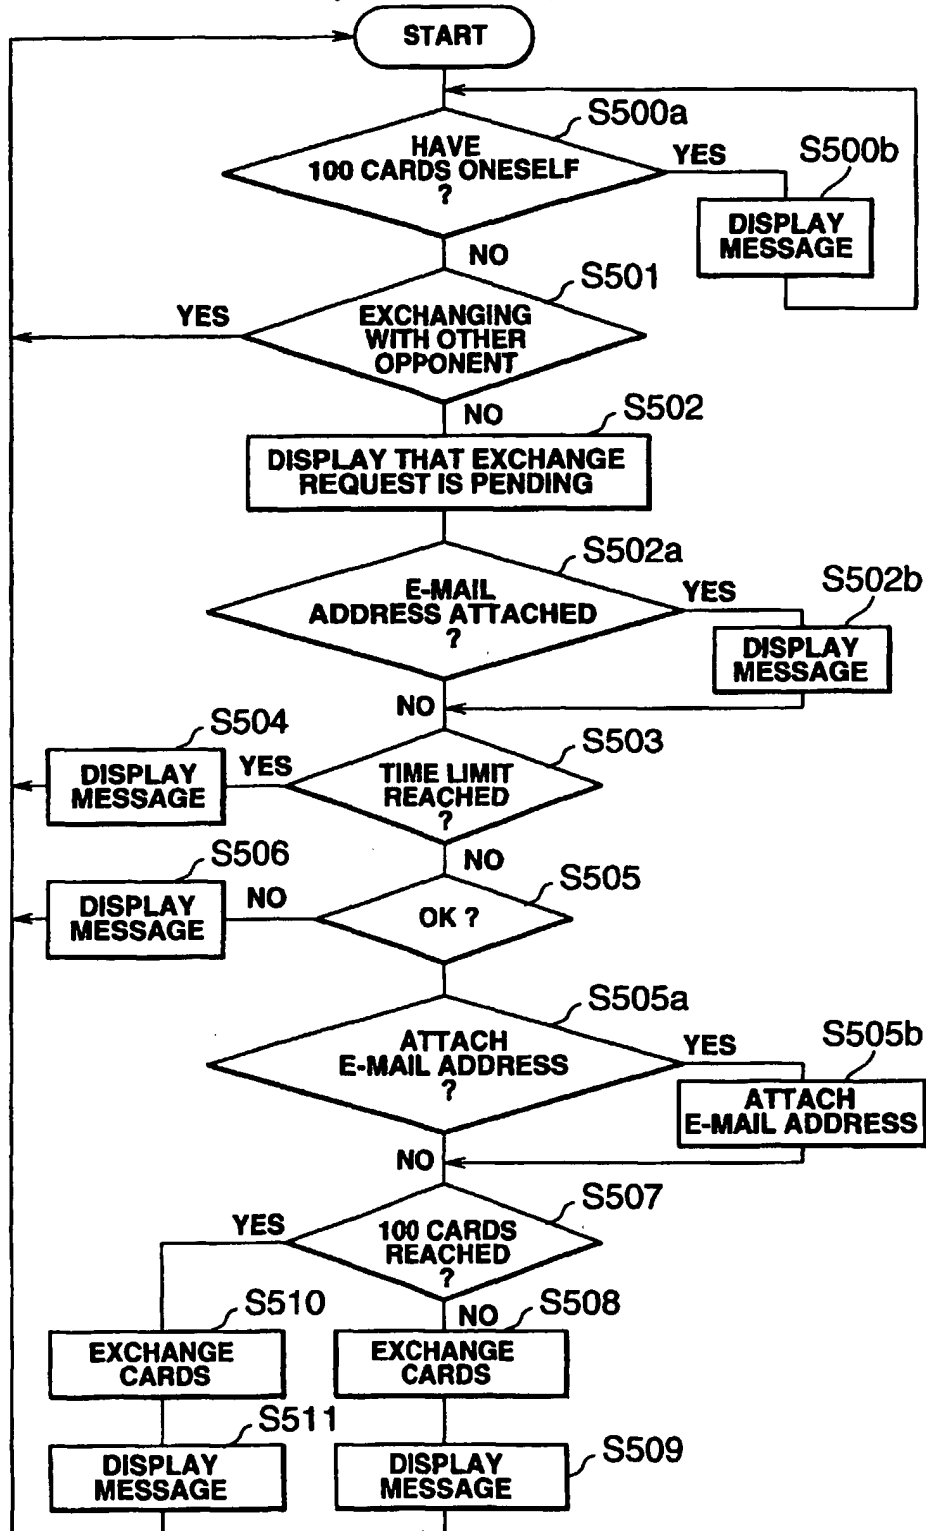 START
S500a
HAVE
100 CARDS ONESELF
?
YES
S500b
DISPLAY
MESSAGE
NO
S501
YES
EXCHANGING
WITH OTHER
OPPONENT
NO
S502
DISPLAY THAT EXCHANGE
REQUEST IS PENDING
S502a
E-MAIL
ADDRESS ATTACHED
?
YES
S502b
DISPLAY
MESSAGE
NO
S504
DISPLAY
MESSAGE
YES
S503
TIME LIMIT
REACHED
?
NO
S506
DISPLAY
MESSAGE
NO
S505
OK ?
S505a
ATTACH
E-MAIL ADDRESS
?
YES
S505b
ATTACH
E-MAIL ADDRESS
NO
S507
YES
100 CARDS
REACHED
?
S510
NO
S508
EXCHANGE
CARDS
EXCHANGE
CARDS
S511
DISPLAY
MESSAGE
DISPLAY
MESSAGE
S509